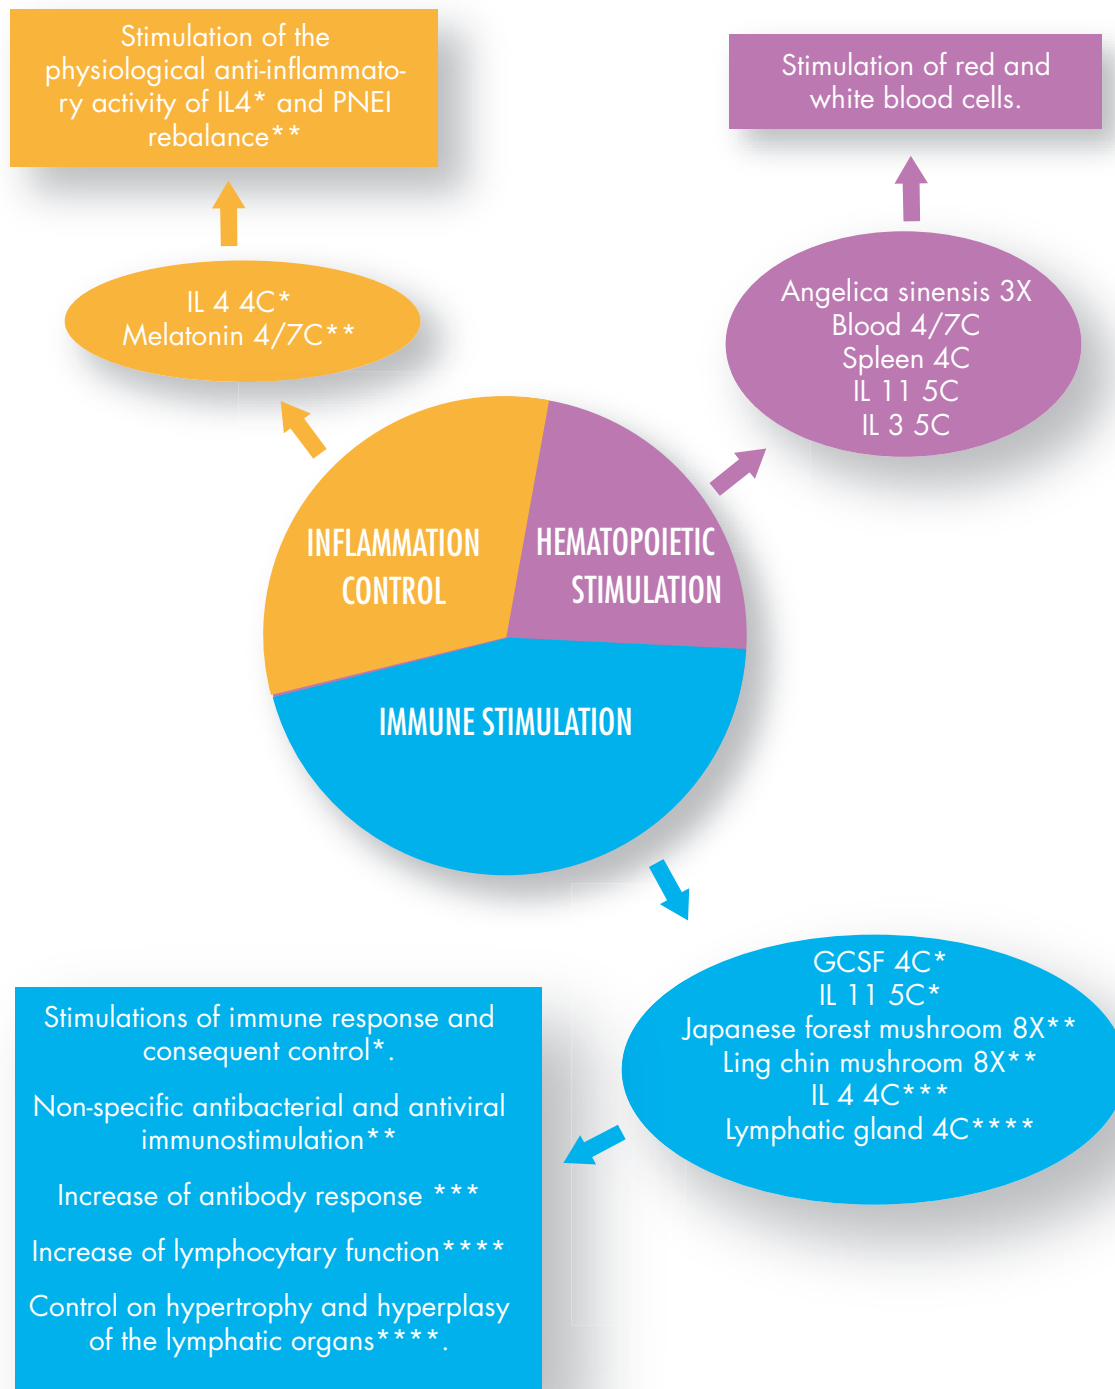 Stimulation of the
physiological anti-inflammato-
ry activity of IL4* and PNEI
rebalance**
Stimulation of red and
white blood cells.
IL 4 4C*
Melatonin 4/7C**
Angelica sinensis 3X
Blood 4/7C
Spleen 4C
IL 11 5C
IL 3 5C
INFLAMMATION
CONTROL
HEMATOPOIETIC
STIMULATION
IMMUNE STIMULATION
GCSF 4C*
IL 11 5C*
Japanese forest mushroom 8X**
Ling chin mushroom 8X**
IL 4 4C***
Lymphatic gland 4C****
Stimulations of immune response and
consequent control*.
Non-specific antibacterial and antiviral
immunostimulation**
Increase of antibody response ***
Increase of lymphocytary function****
Control on hypertrophy and hyperplasy
of the lymphatic organs****.